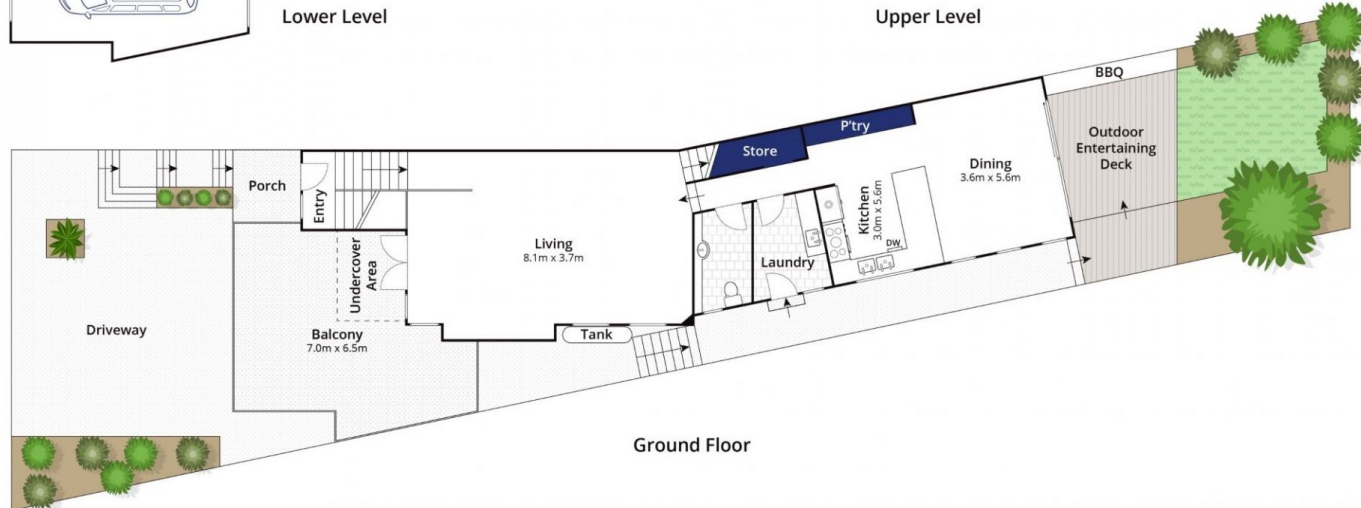 Lower Level
Upper Level
BBQ
P'try
Store
Outdoor
Entertaining
Deck
Dining
3.6m x 5.6m
Porch
Entry
Kitchen
3.0m x 5.6m
DW
Living
8.1m x 3.7m
Laundry
Undercover
Area
Driveway
Balcony
7.0m x 6.5m
Tank
Ground Floor